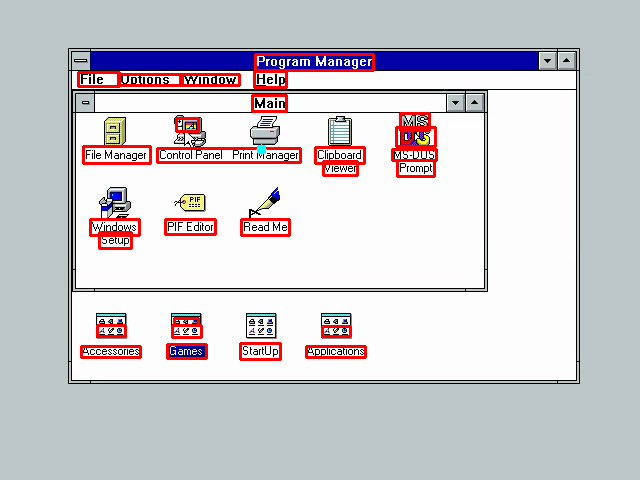 Program Manager
File Options Window Help
Main
File Manager Control Panel Print Manager Clipboard Viewer MS-DOS Prompt
Windows Setup PIF Editor Read Me
Accessories Games StartUp Applications